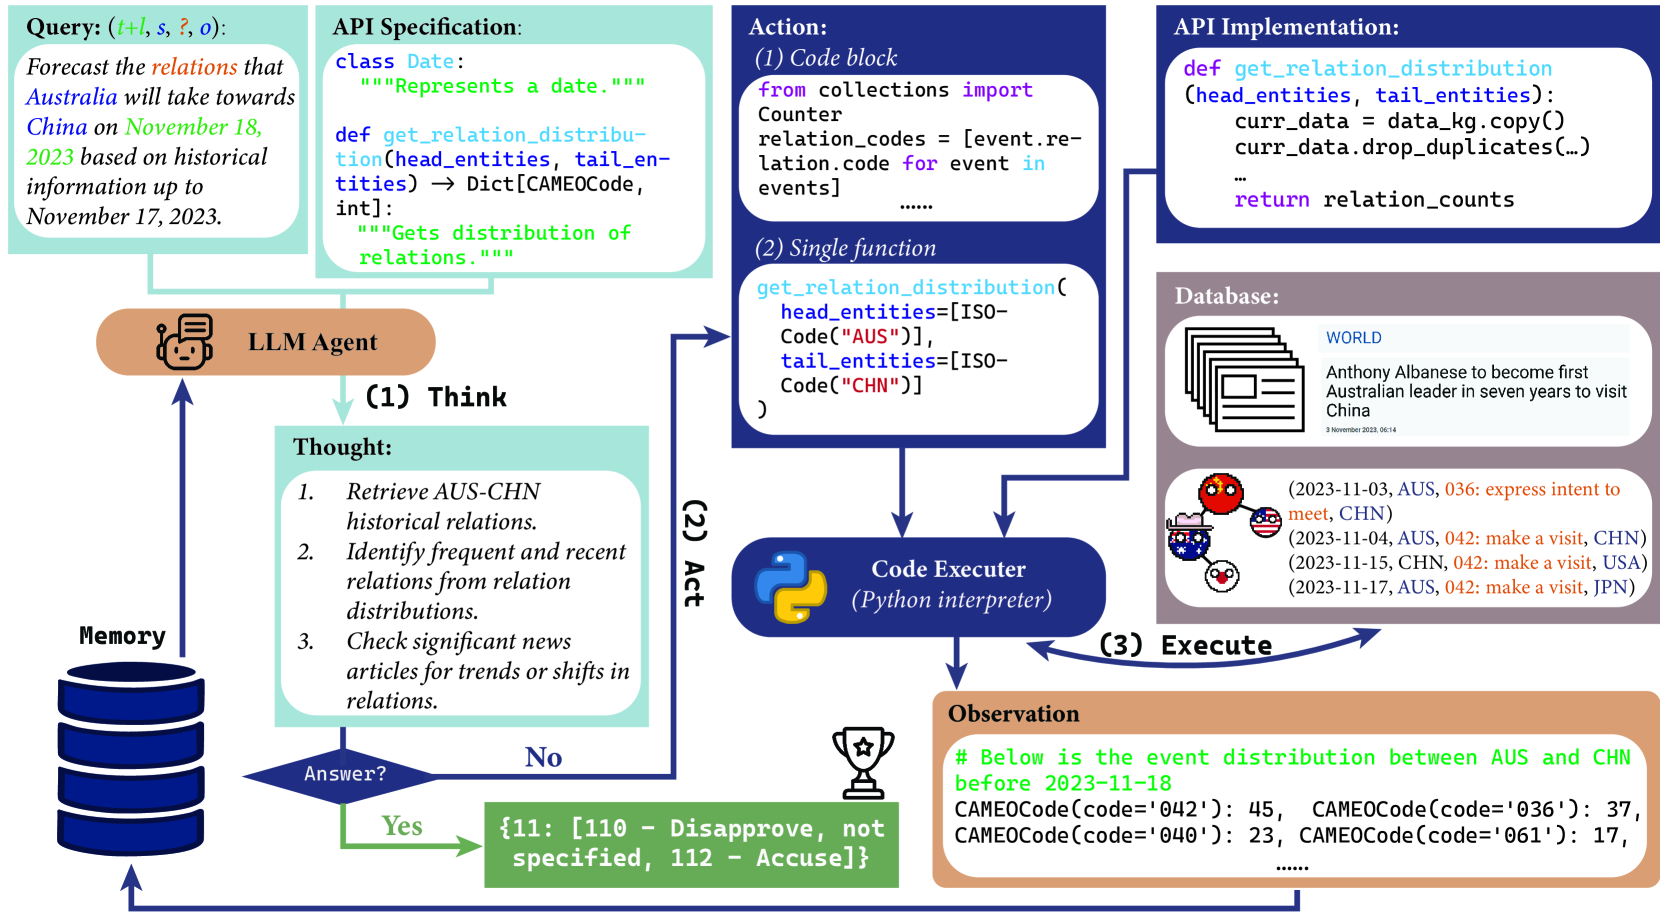 Query: (t+l, s, ?, o):
Forecast the relations that
Australia will take towards
China on November 18,
2023 based on historical
information up to
November 17, 2023.
API Specification:
class Date:
"""Represents a date."""
def get_relation_distribu-
tion(head_entities, tail_en-
tities) -> Dict[CAMEOCode,
int]:
"""Gets distribution of
relations."""
LLM Agent
(1) Think
Thought:
1. Retrieve AUS-CHN
historical relations.
2. Identify frequent and recent
relations from relation
distributions.
3. Check significant news
articles for trends or shifts in
relations.
Memory
Answer?
No
Yes
{11: [110 - Disapprove, not
specified, 112 - Accuse]}
(2) Act
Action:
(1) Code block
from collections import
Counter
relation_codes = [event.re-
lation.code for event in
events]
......
(2) Single function
get_relation_distribution(
head_entities=[ISO-
Code("AUS")],
tail_entities=[ISO-
Code("CHN")]
)
API Implementation:
def get_relation_distribution
(head_entities, tail_entities):
curr_data = data_kg.copy()
curr_data.drop_duplicates(…)
…
return relation_counts
Database:
WORLD
Anthony Albanese to become first
Australian leader in seven years to visit
China
3 November 2023, 06:14
(2023-11-03, AUS, 036: express intent to
meet, CHN)
(2023-11-04, AUS, 042: make a visit, CHN)
(2023-11-15, CHN, 042: make a visit, USA)
(2023-11-17, AUS, 042: make a visit, JPN)
Code Executer
(Python interpreter)
(3) Execute
Observation
# Below is the event distribution between AUS and CHN
before 2023-11-18
CAMEOCode(code='042'): 45, CAMEOCode(code='036'): 37,
CAMEOCode(code='040'): 23, CAMEOCode(code='061'): 17,
......